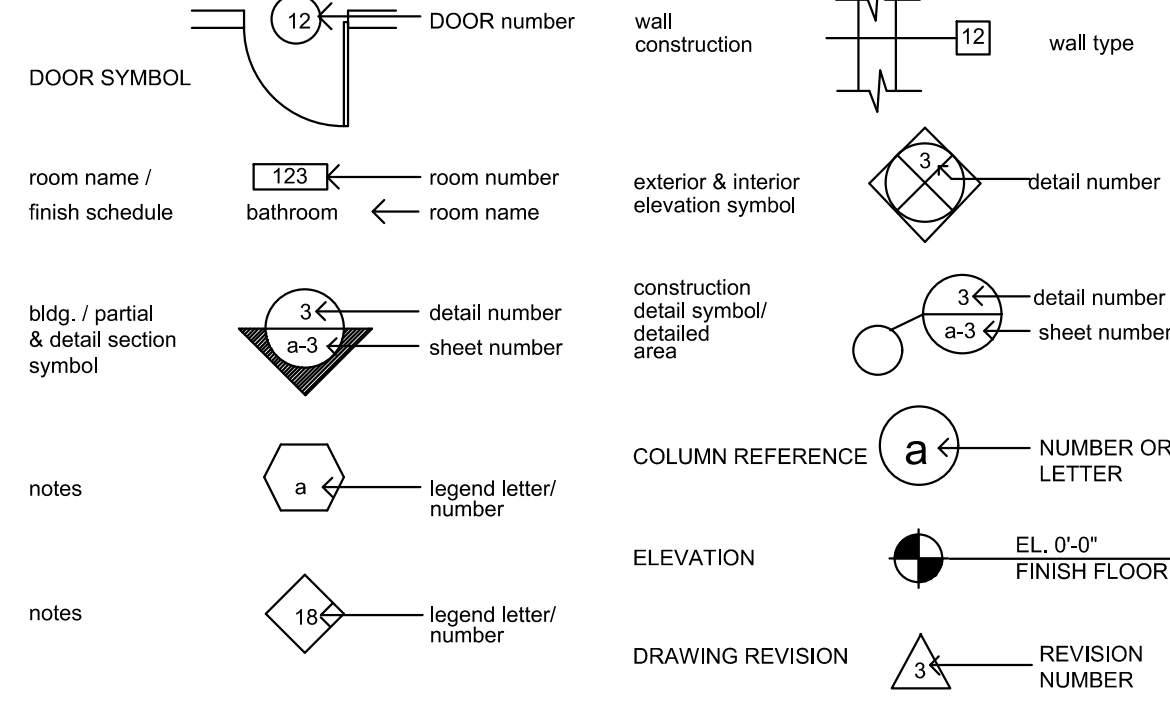 12
DOOR number
DOOR SYMBOL
room name /
finish schedule
123
room number
bathroom
room name
bldg. / partial
& detail section
symbol
3
detail number
a-3
sheet number
notes
a
legend letter/
number
notes
18
legend letter/
number
wall
construction
12
wall type
exterior & interior
elevation symbol
3
detail number
construction
detail symbol/
detailed
area
3
detail number
a-3
sheet number
COLUMN REFERENCE
a
NUMBER OR
LETTER
ELEVATION
EL. 0'-0"
FINISH FLOOR
DRAWING REVISION
3
REVISION
NUMBER